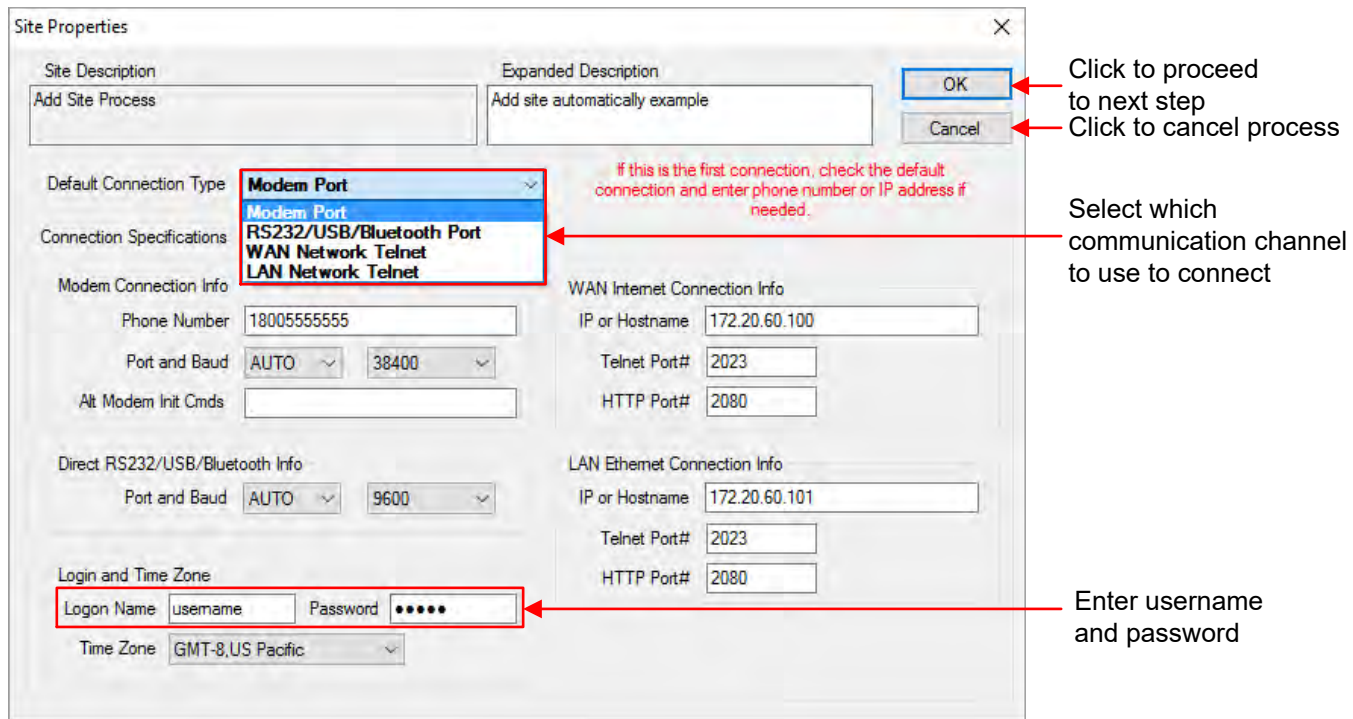 Site Properties
Site Description
Expanded Description
Add Site Process
Add site automatically example
OK
Cancel
Click to proceed
to next step
Click to cancel process
Default Connection Type
Modem Port
If this is the first connection, check the default
connection and enter phone number or IP address if
needed.
Modem Port
RS232/USB/Bluetooth Port
WAN Network Telnet
LAN Network Telnet
Connection Specifications
Select which
communication channel
to use to connect
Modem Connection Info
Phone Number 18005555555
Port and Baud AUTO 38400
Alt Modem Init Cmds
WAN Internet Connection Info
IP or Hostname 172.20.60.100
Telnet Port# 2023
HTTP Port# 2080
Direct RS232/USB/Bluetooth Info
Port and Baud AUTO 9600
LAN Ethernet Connection Info
IP or Hostname 172.20.60.101
Telnet Port# 2023
HTTP Port# 2080
Login and Time Zone
Logon Name username Password •••••
Time Zone GMT-8,US Pacific
Enter username
and password